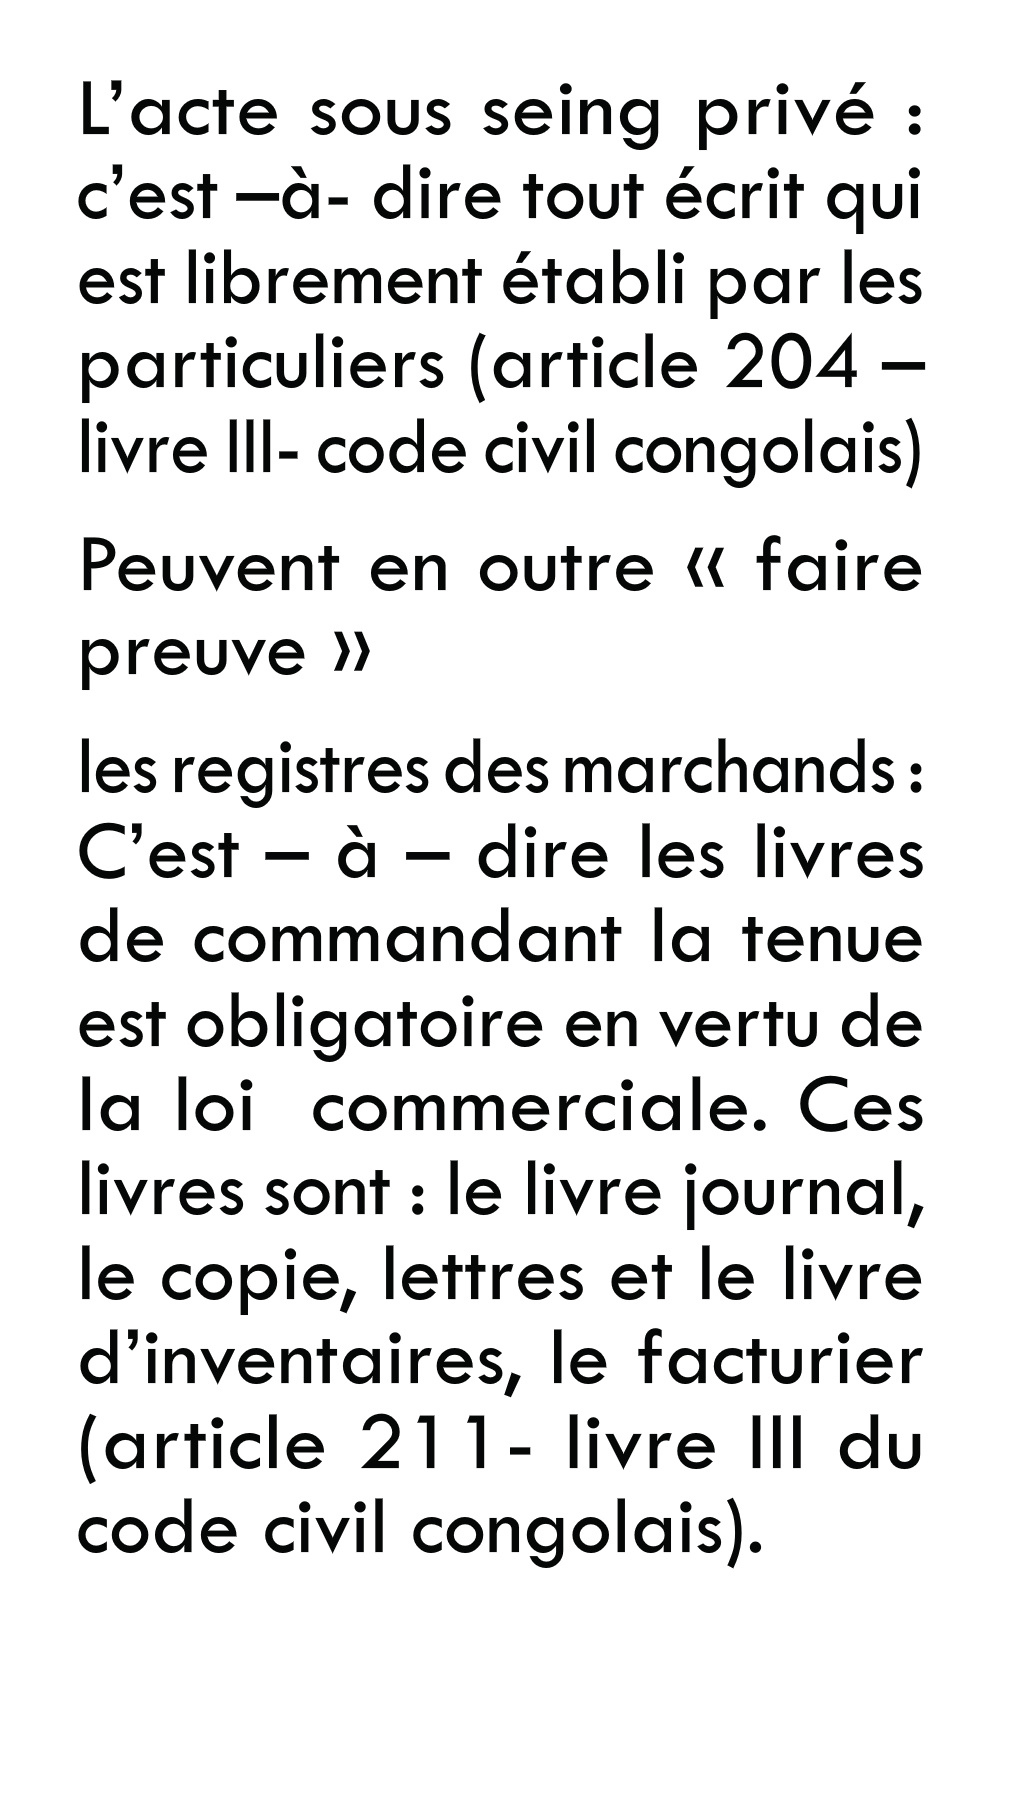 L’acte sous seing privé :
c’est –à- dire tout écrit qui
est librement établi par les
particuliers (article 204 –
livre III- code civil congolais)
Peuvent en outre « faire
preuve »
les registres des marchands :
C’est – à – dire les livres
de commandant la tenue
est obligatoire en vertu de
la loi commerciale. Ces
livres sont : le livre journal,
le copie, lettres et le livre
d’inventaires, le facturier
(article 211- livre III du
code civil congolais).